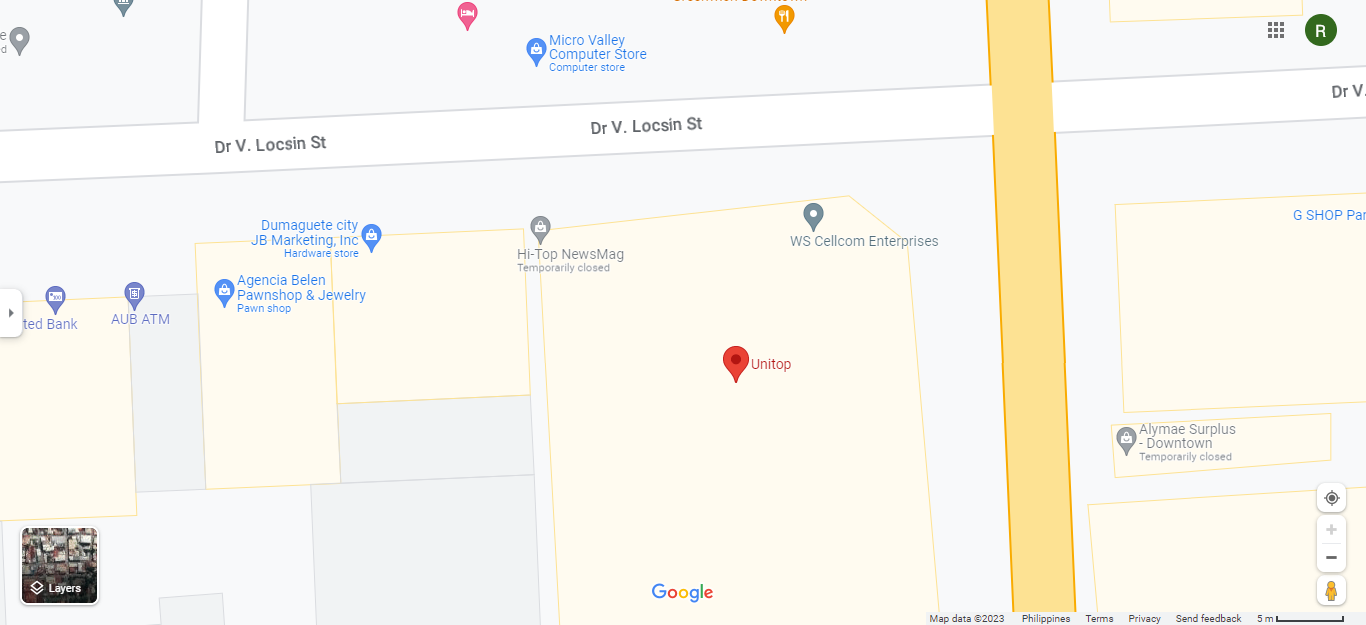 R
Micro Valley
Computer Store
Computer store
Dr V.
Dr V. Locsin St
Dr V. Locsin St
Dumaguete city
JB Marketing, Inc
Hardware store
Hi-Top NewsMag
Temporarily closed
WS Cellcom Enterprises
G SHOP Par
Agencia Belen
Pawnshop & Jewelry
Pawn shop
ted Bank
AUB ATM
Unitop
Alymae Surplus
- Downtown
Temporarily closed
Layers
Google
Map data ©2023
Philippines
Terms
Privacy
Send feedback
5 m